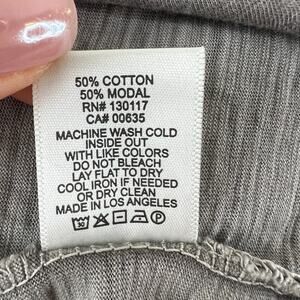 50% COTTON
50% MODAL
RN# 130117
CA# 00635
MACHINE WASH COLD
INSIDE OUT
WITH LIKE COLORS
DO NOT BLEACH
LAY FLAT TO DRY
COOL IRON IF NEEDED
OR DRY CLEAN
MADE IN LOS ANGELES
30
P